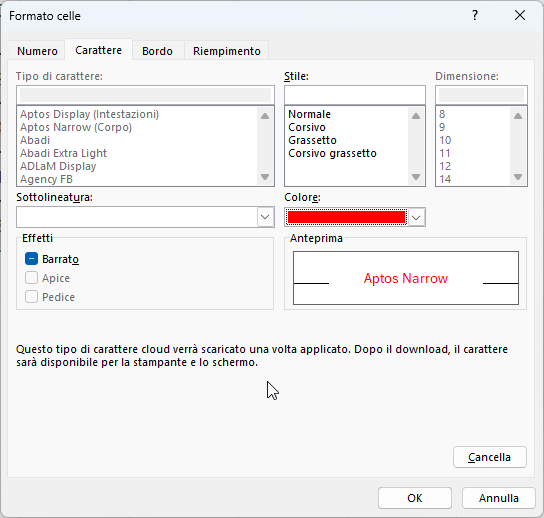 Formato celle
Numero Carattere Bordo Riempimento
Tipo di carattere: Stile: Dimensione:
Aptos Display (Intestazioni) Normale 8
Aptos Narrow (Corpo) Corsivo 9
Abadi Grassetto 10
Abadi Extra Light Corsivo grassetto 11
ADLaM Display 12
Agency FB 14
Sottolineatura: Colore:
Effetti Anteprima
Barrato
Apice Aptos Narrow
Pedice
Questo tipo di carattere cloud verrà scaricato una volta applicato. Dopo il download, il carattere
sarà disponibile per la stampante e lo schermo.
Cancella
OK Annulla